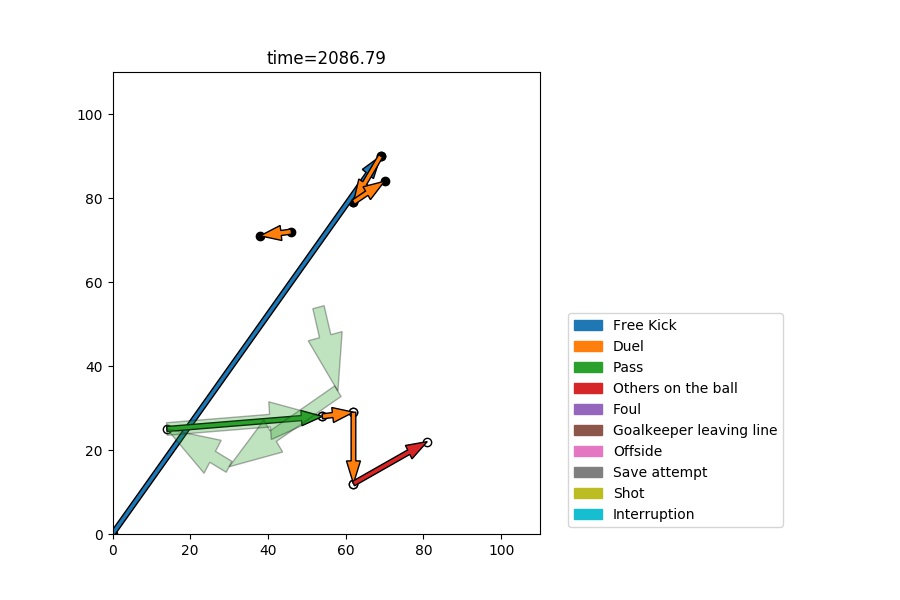 time=2086.79
100
80
60
40
20
0
0 20 40 60 80 100
Free Kick
Duel
Pass
Others on the ball
Foul
Goalkeeper leaving line
Offside
Save attempt
Shot
Interruption